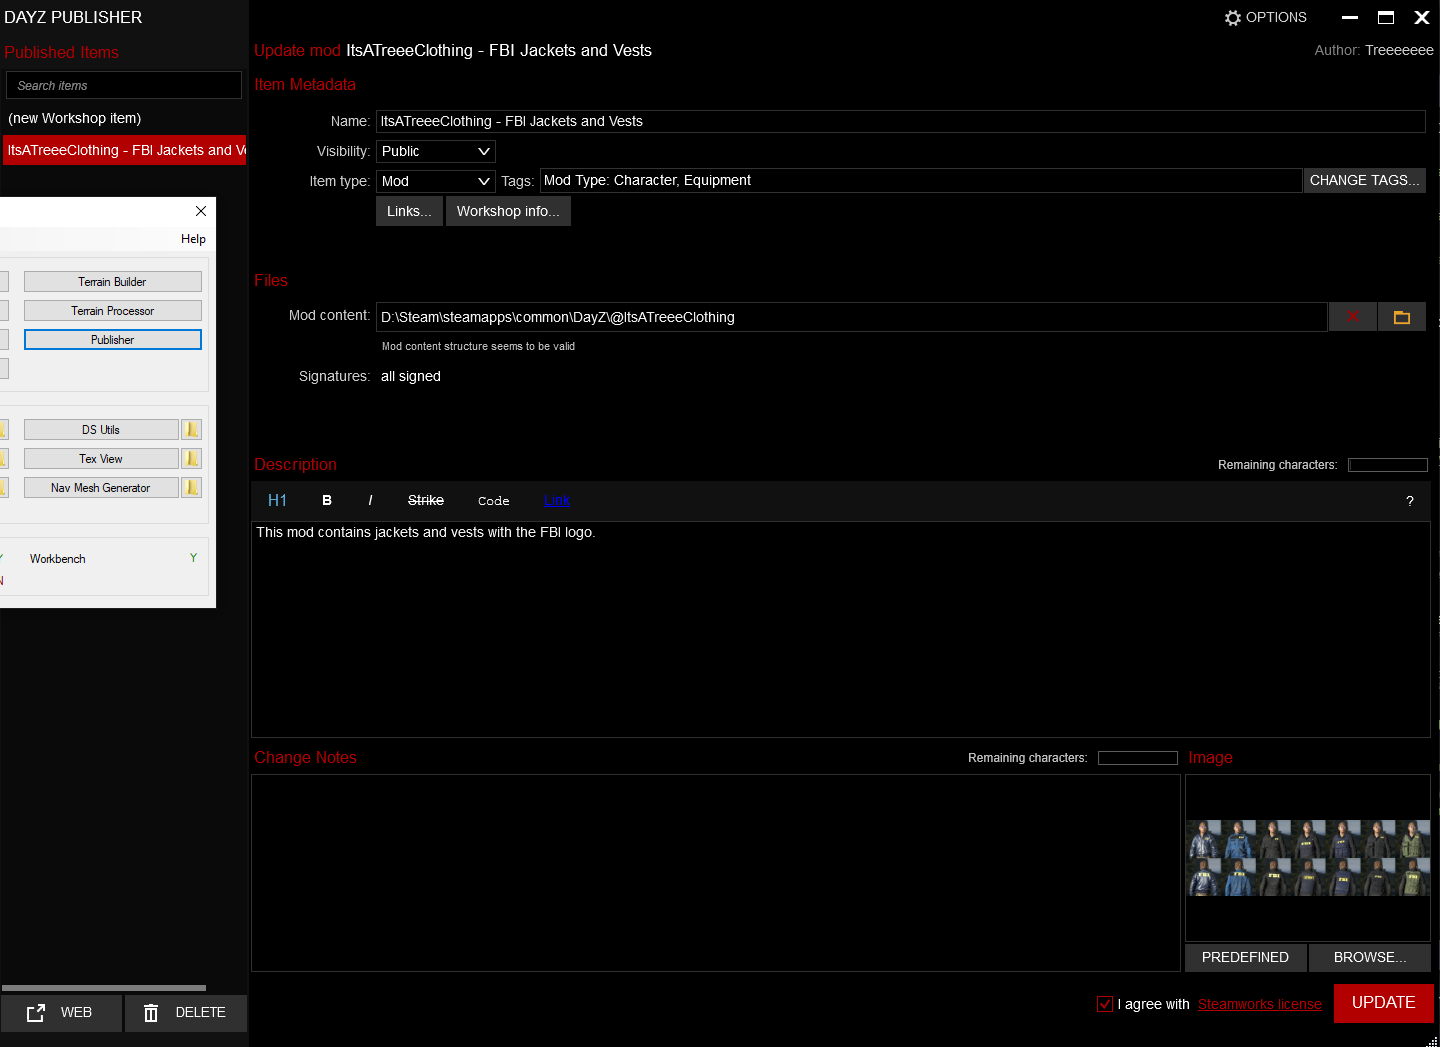 DAYZ PUBLISHER
OPTIONS
Published Items
Update mod ItsATreeeClothing - FBI Jackets and Vests
Author: Treeeeeee
Search items
Item Metadata
(new Workshop item)
Name: ItsATreeeClothing - FBI Jackets and Vests
ItsATreeeClothing - FBI Jackets and Ve
Visibility: Public
Item type: Mod Tags: Mod Type: Character, Equipment CHANGE TAGS...
Links... Workshop info...
Help
Terrain Builder
Terrain Processor
Publisher
DS Utils
Tex View
Nav Mesh Generator
Y Workbench Y
N
Files
Mod content: D:\Steam\steamapps\common\DayZ\@ItsATreeeClothing
Mod content structure seems to be valid
Signatures: all signed
Description
Remaining characters:
H1 B I Strike Code Link ?
This mod contains jackets and vests with the FBI logo.
Change Notes
Remaining characters:
Image
FBI
PREDEFINED BROWSE...
WEB DELETE
I agree with Steamworks license UPDATE